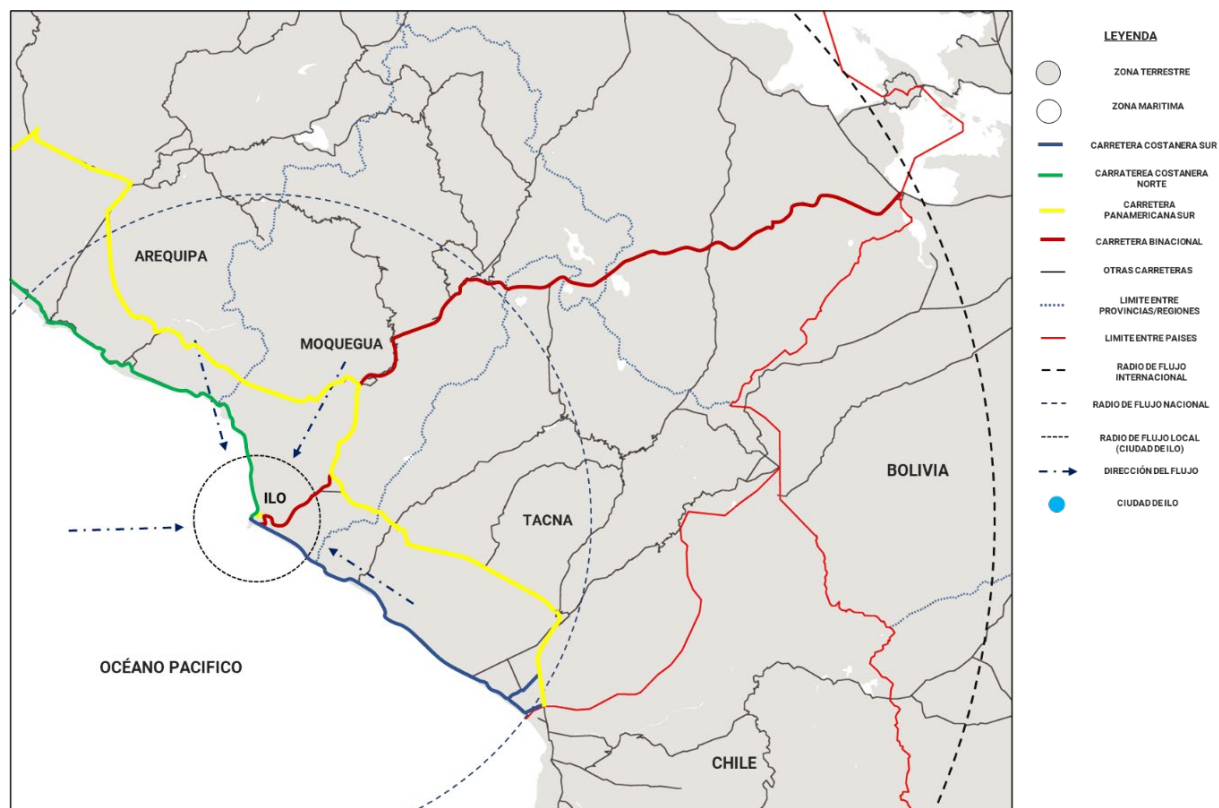 AREQUIPA
MOQUEGUA
ILO
TACNA
BOLIVIA
OCÉANO PACIFICO
CHILE
LEYENDA
ZONA TERRESTRE
ZONA MARITIMA
CARRETERA COSTANERA SUR
CARRATEREA COSTANERA
NORTE
CARRETERA
PANAMERICANA SUR
CARRETERA BINACIONAL
OTRAS CARRETERAS
LIMITE ENTRE
PROVINCIAS/REGIONES
LIMITE ENTRE PAISES
RADIO DE FLUJO
INTERNACIONAL
RADIO DE FLUJO NACIONAL
RADIO DE FLUJO LOCAL
(CIUDAD DE ILO)
DIRECCIÓN DEL FLUJO
CIUDAD DE ILO